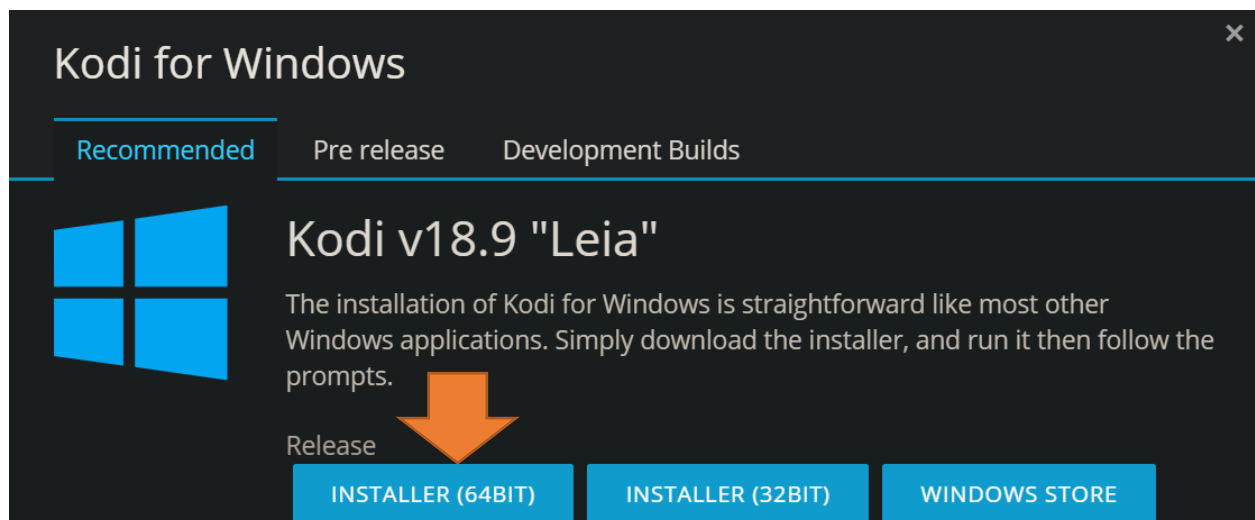 Kodi for Windows
Recommended Pre release Development Builds
Kodi v18.9 "Leia"
The installation of Kodi for Windows is straightforward like most other
Windows applications. Simply download the installer, and run it then follow the
prompts.
Release
INSTALLER (64BIT) INSTALLER (32BIT) WINDOWS STORE